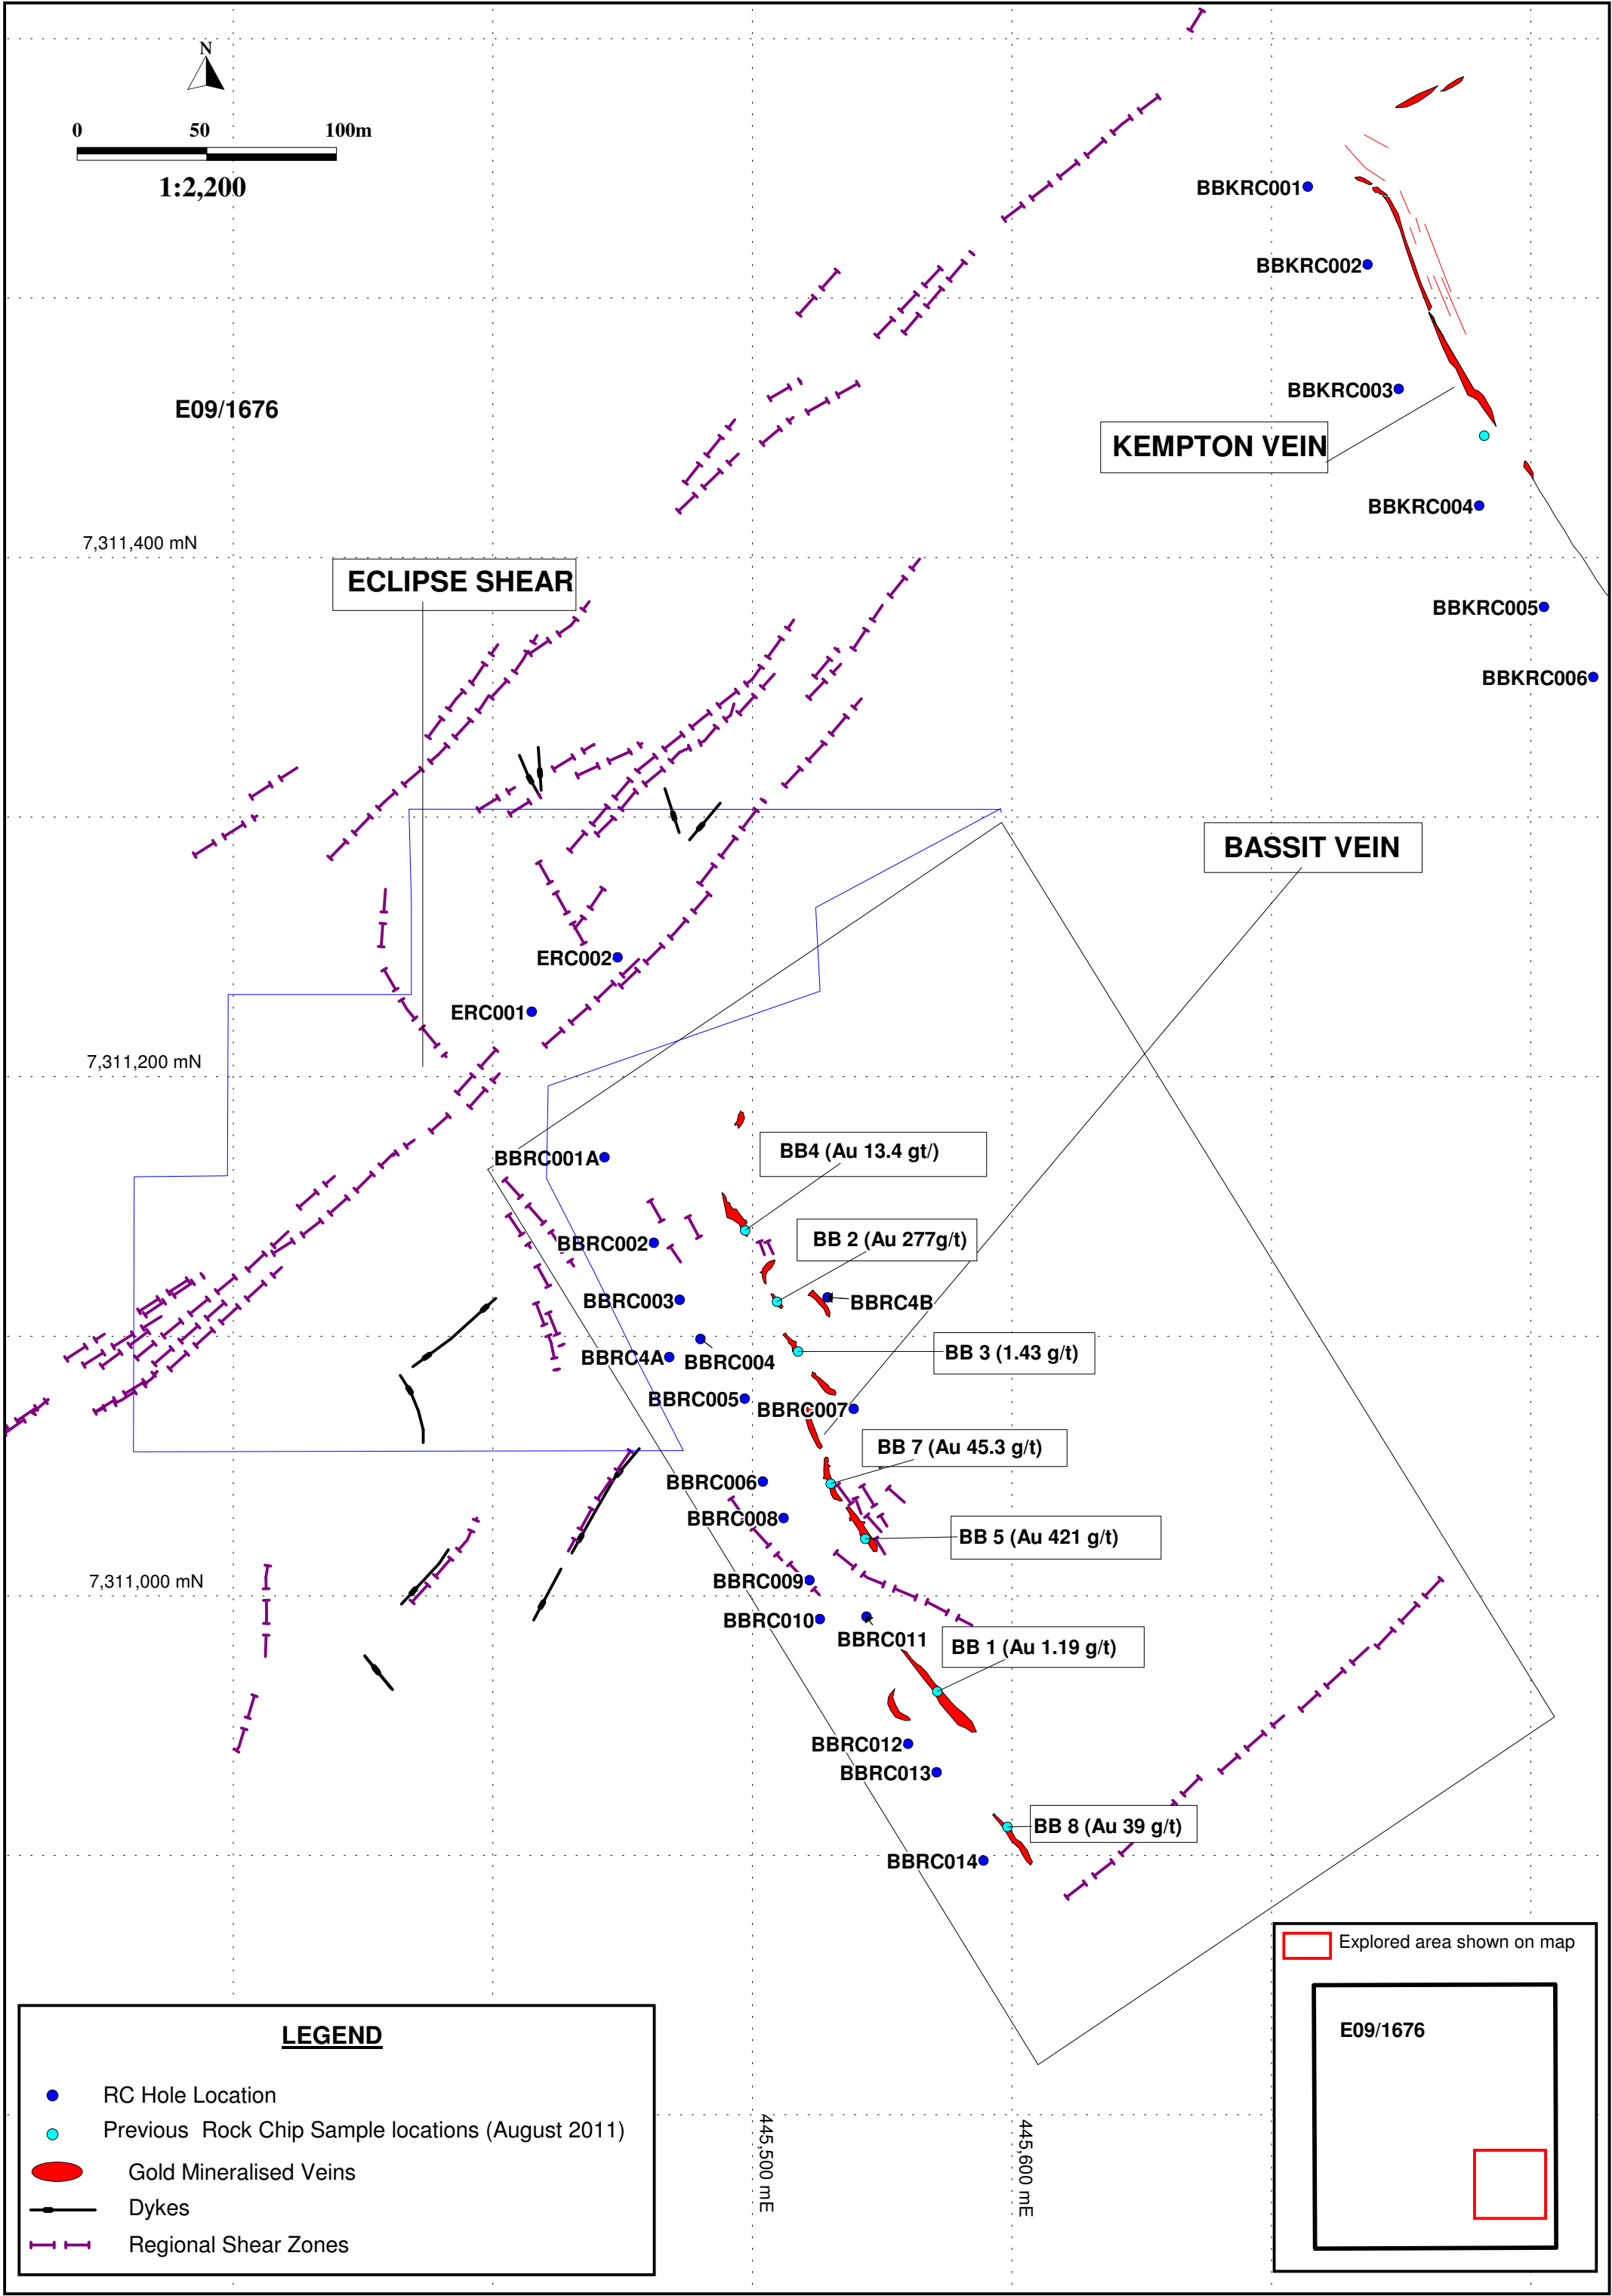 N
0 50 100m
1:2,200
BBKRC001
BBKRC002
E09/1676
BBKRC003
KEMPTON VEIN
BBKRC004
7,311,400 mN
ECLIPSE SHEAR
BBKRC005
BBKRC006
BASSIT VEIN
ERC002
ERC001
7,311,200 mN
BB4 (Au 13.4 gt/)
BBRC001A
BB 2 (Au 277g/t)
BBRC002
BBRC003
BBRC4B
BB 3 (1.43 g/t)
BBRC4A
BBRC004
BBRC005
BBRC007
BB 7 (Au 45.3 g/t)
BBRC006
BBRC008
BB 5 (Au 421 g/t)
7,311,000 mN
BBRC009
BBRC010
BBRC011
BB 1 (Au 1.19 g/t)
BBRC012
BBRC013
BB 8 (Au 39 g/t)
BBRC014
445,500 mE
445,600 mE
LEGEND
RC Hole Location
Previous Rock Chip Sample locations (August 2011)
Gold Mineralised Veins
Dykes
Regional Shear Zones
Explored area shown on map
E09/1676